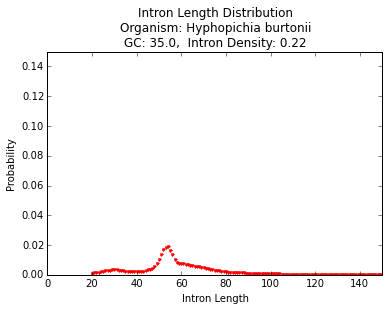 Intron Length Distribution
Organism: Hyphopichia burtonii
GC: 35.0,  Intron Density: 0.22
0.14
0.12
0.10
0.08
0.06
0.04
0.02
0.00
Probability
0 20 40 60 80 100 120 140
Intron Length